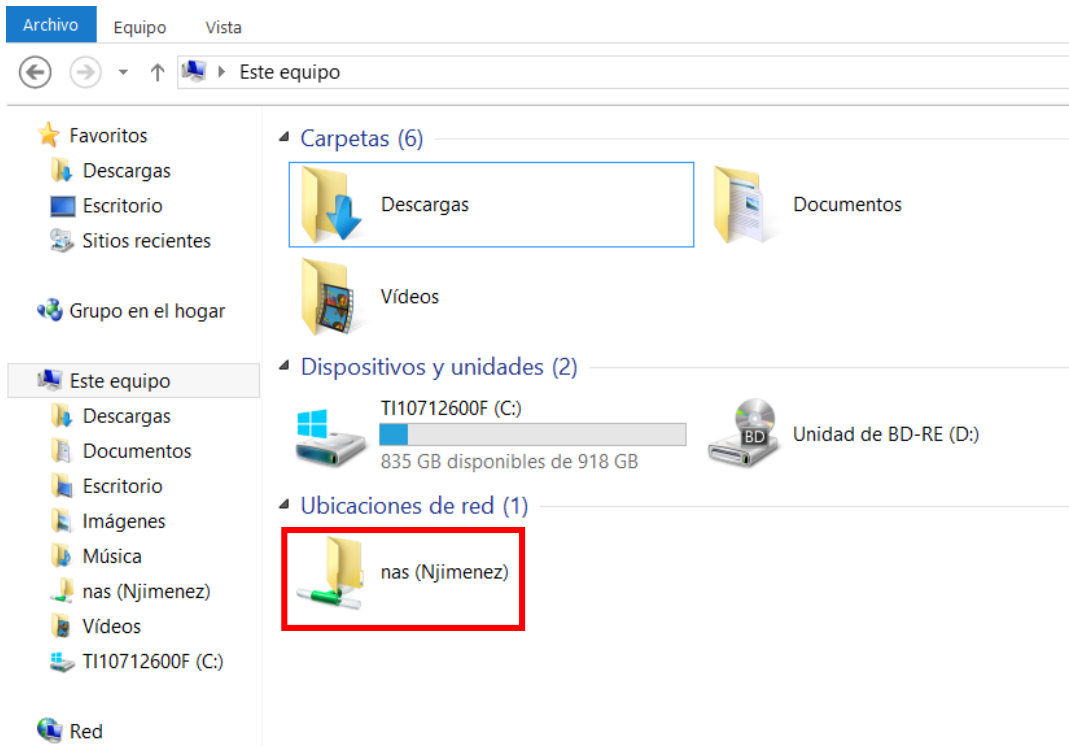 Archivo Equipo Vista
Este equipo
Favoritos
Descargas
Escritorio
Sitios recientes
Grupo en el hogar
Este equipo
Descargas
Documentos
Escritorio
Imágenes
Música
nas (Njimenez)
Vídeos
TI10712600F (C:)
Red
Carpetas (6)
Descargas
Documentos
Vídeos
Dispositivos y unidades (2)
TI10712600F (C:)
835 GB disponibles de 918 GB
BD
Unidad de BD-RE (D:)
Ubicaciones de red (1)
nas (Njimenez)